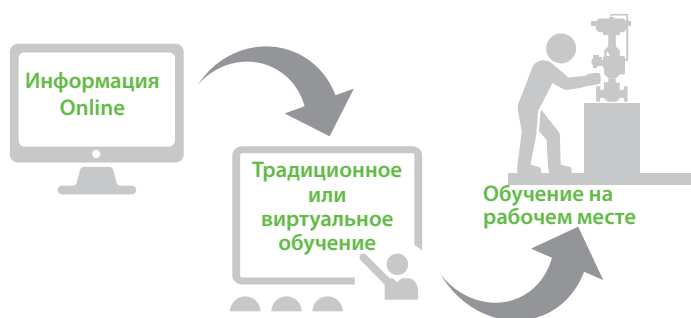 Информация
Online
Традиционное
или
виртуальное
обучение
Обучение на
рабочем месте